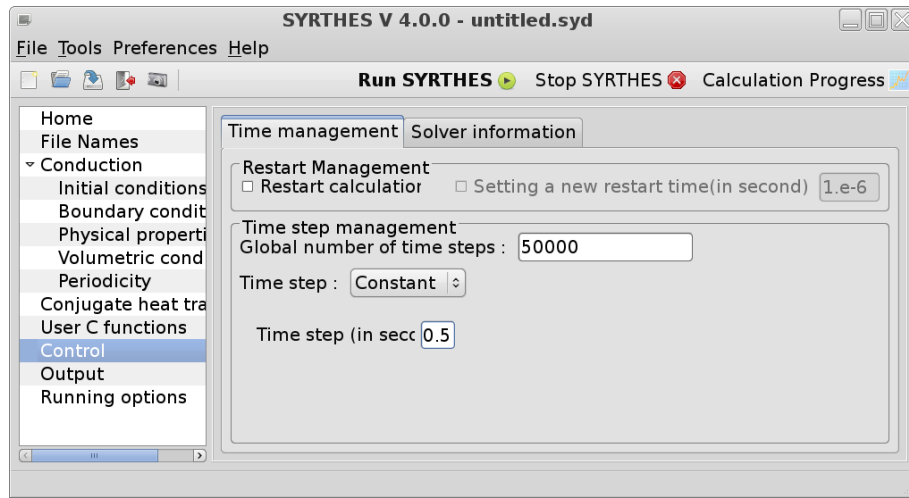 SYRTHES V 4.0.0 - untitled.syd
File Tools Preferences Help
Run SYRTHES Stop SYRTHES Calculation Progress
Home
File Names
Conduction
Initial conditions
Boundary condit
Physical properti
Volumetric cond
Periodicity
Conjugate heat tra
User C functions
Control
Output
Running options
Time management Solver information
Restart Management
Restart calculation Setting a new restart time(in second) 1.e-6
Time step management
Global number of time steps : 50000
Time step : Constant
Time step (in secc 0.5